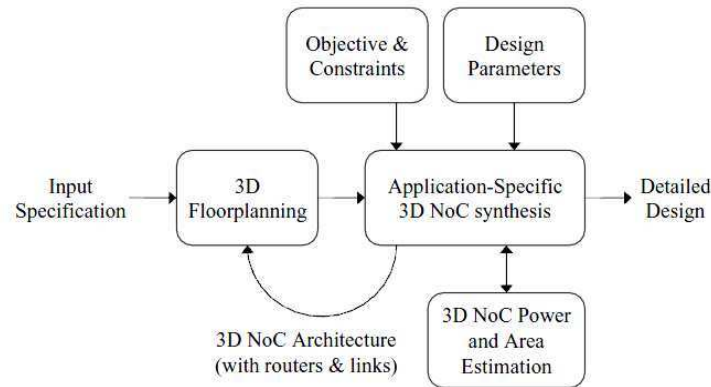 Objective &
Constraints
Design
Parameters
Input
Specification
3D
Floorplanning
Application-Specific
3D NoC synthesis
Detailed
Design
3D NoC Architecture
(with routers & links)
3D NoC Power
and Area
Estimation